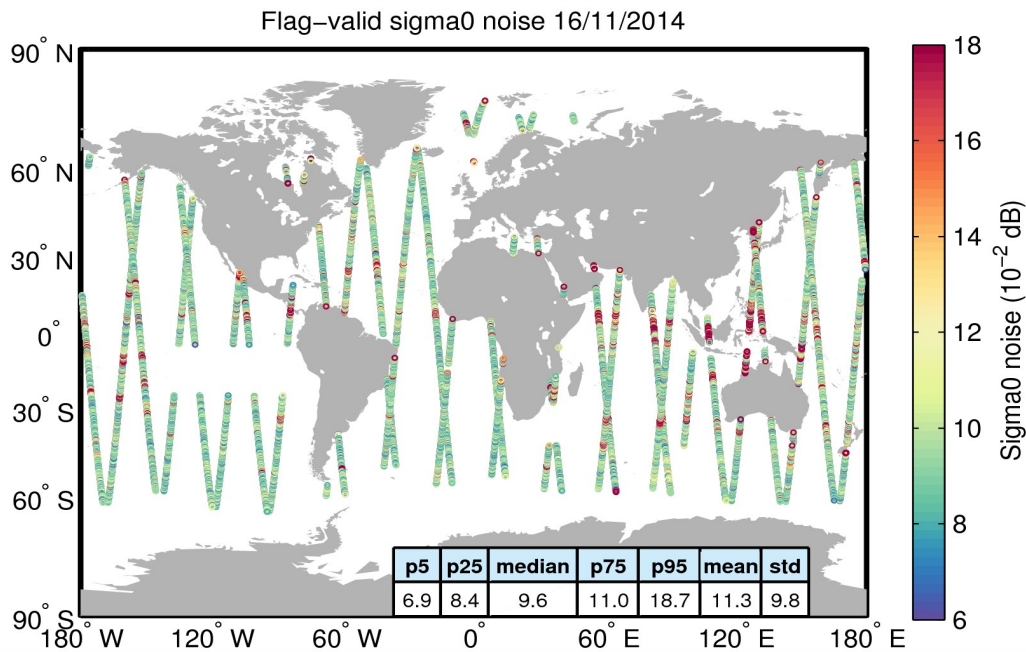 Flag−valid sigma0 noise 16/11/2014
90° N
60° N
30° N
0°
30° S
60° S
90° S
180° W
120° W
60° W
0°
60° E
120° E
180° E
p5 p25 median p75 p95 mean std
6.9 8.4 9.6 11.0 18.7 11.3 9.8
18
16
14
12
10
8
6
Sigma0 noise (10⁻² dB)